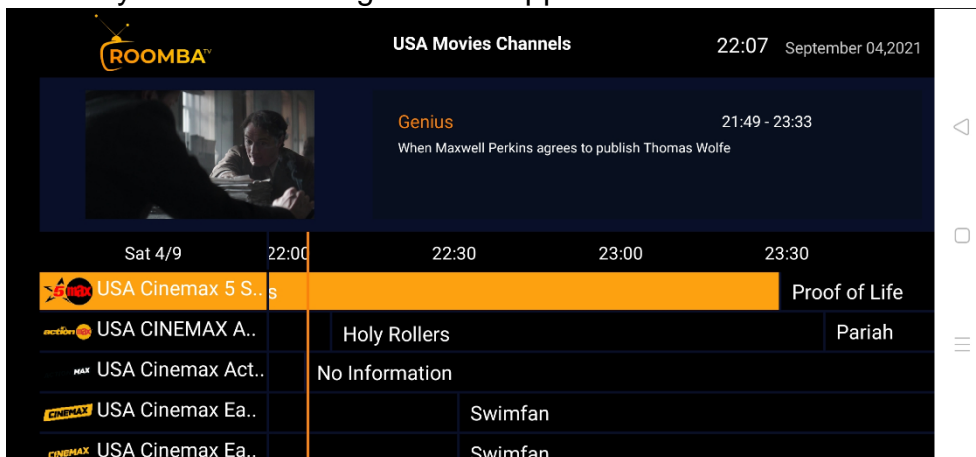 ROOMBA TV
USA Movies Channels
22:07 September 04,2021
Genius 21:49 - 23:33
When Maxwell Perkins agrees to publish Thomas Wolfe
Sat 4/9 22:00 22:30 23:00 23:30
5 max USA Cinemax 5 S.. s Proof of Life
action max USA CINEMAX A.. Holy Rollers Pariah
MAX USA Cinemax Act.. No Information
CINEMAX USA Cinemax Ea.. Swimfan
CINEMAX USA Cinemax Ea.. Swimfan